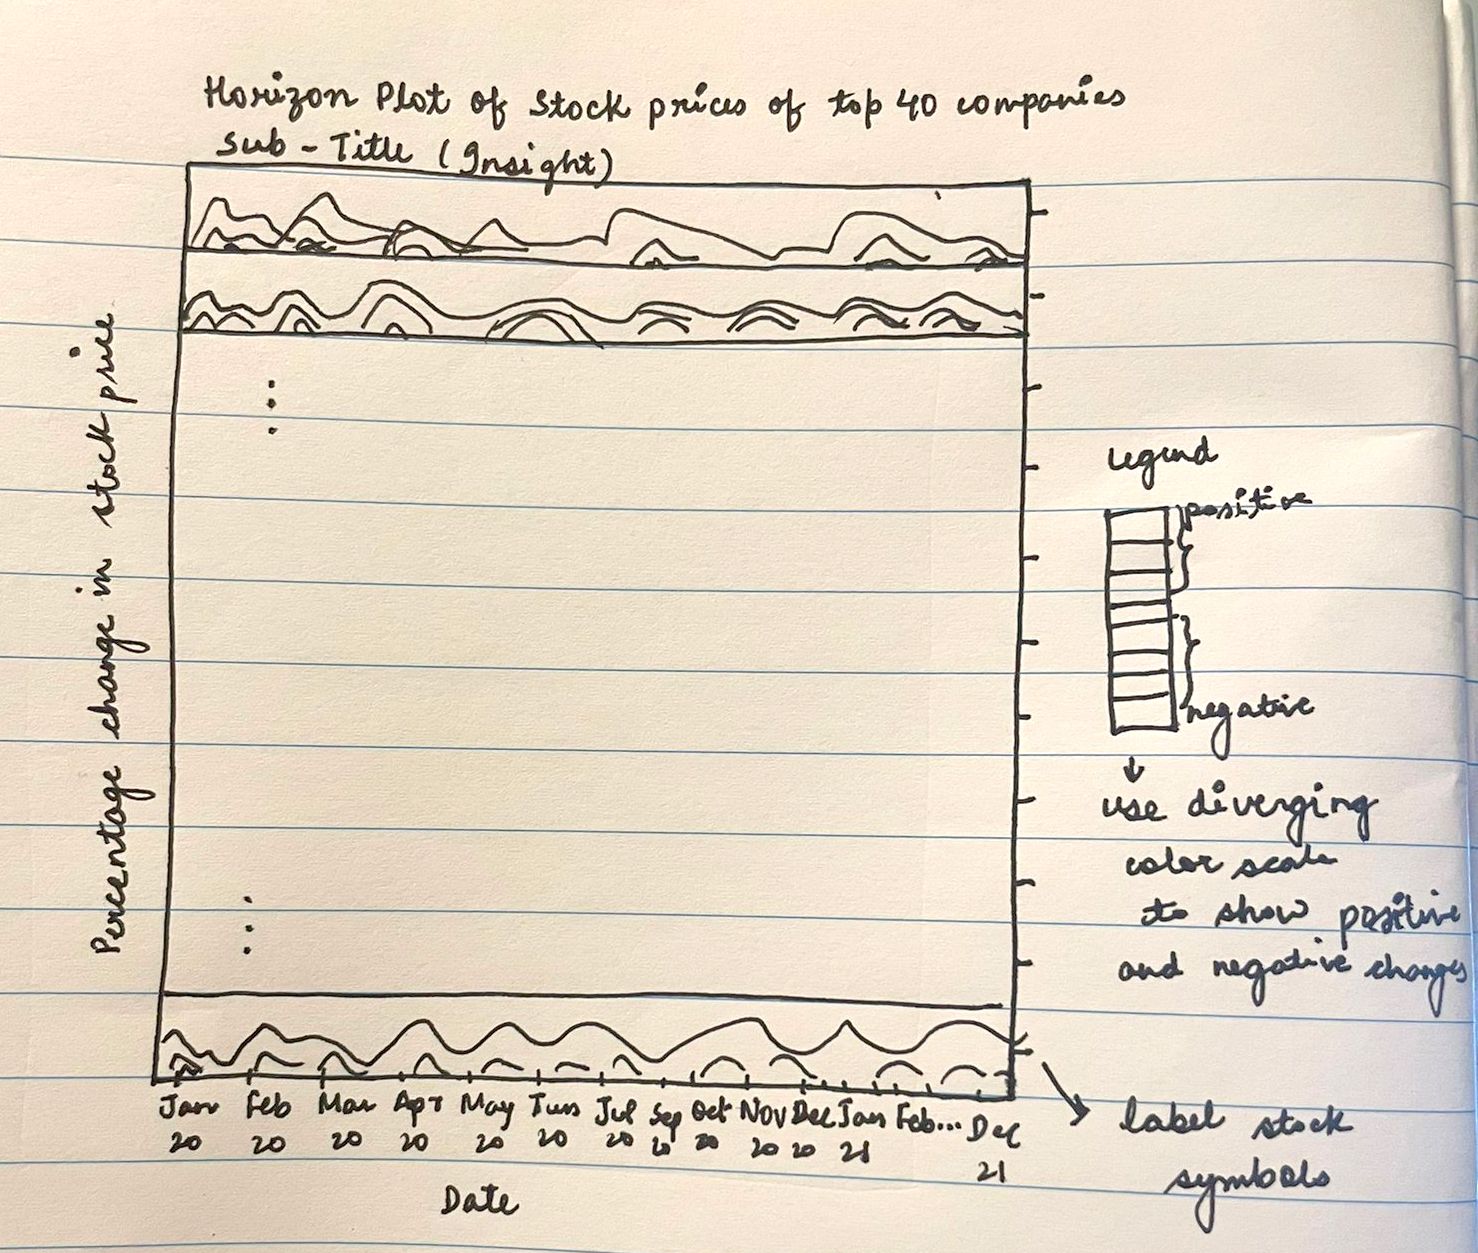 Horizon Plot of Stock prices of top 40 companies
Sub-Title (Insight)
Percentage change in stock price
Legend
positive
negative
use diverging
color scale
to show positive
and negative changes
Jan Feb Mar Apr May Jun Jul Sep Oct Nov Dec Jan Feb... Dec
20 20 20 20 20 20 20 20 20 20 20 21 21
label stock
symbols
Date